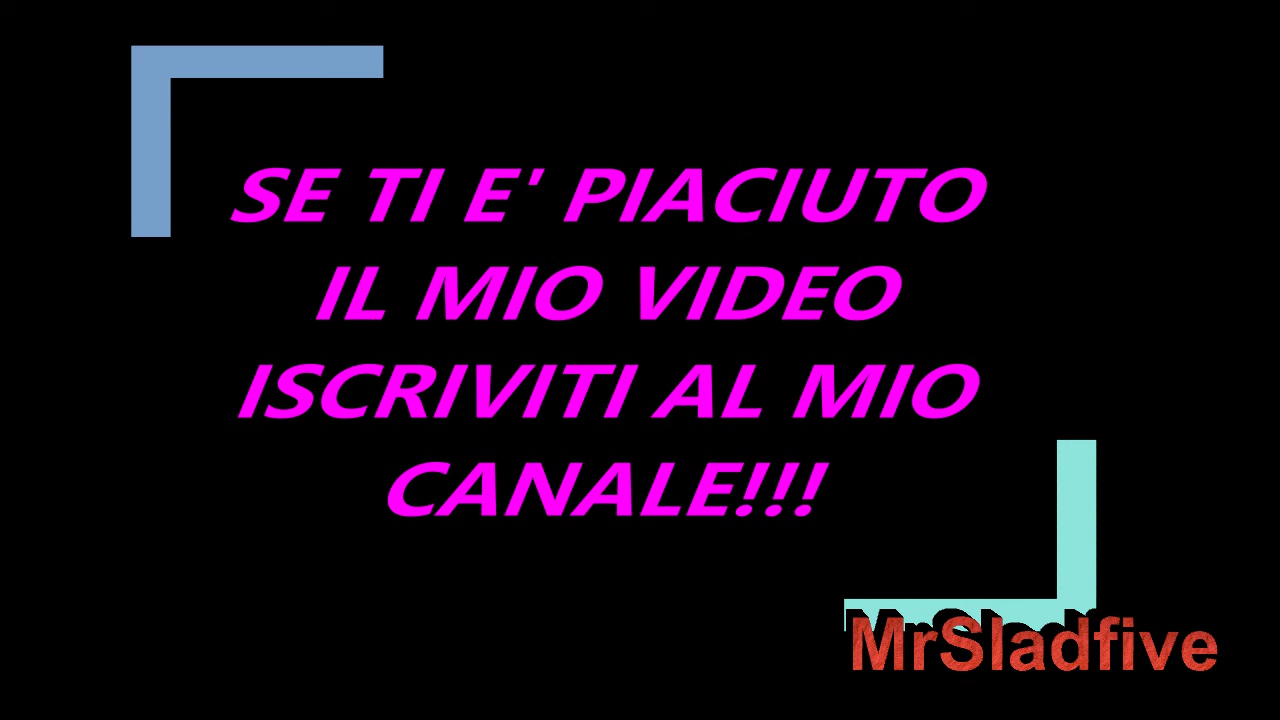 SE TI E' PIACIUTO
IL MIO VIDEO
ISCRIVITI AL MIO
CANALE!!!
MrSladfive